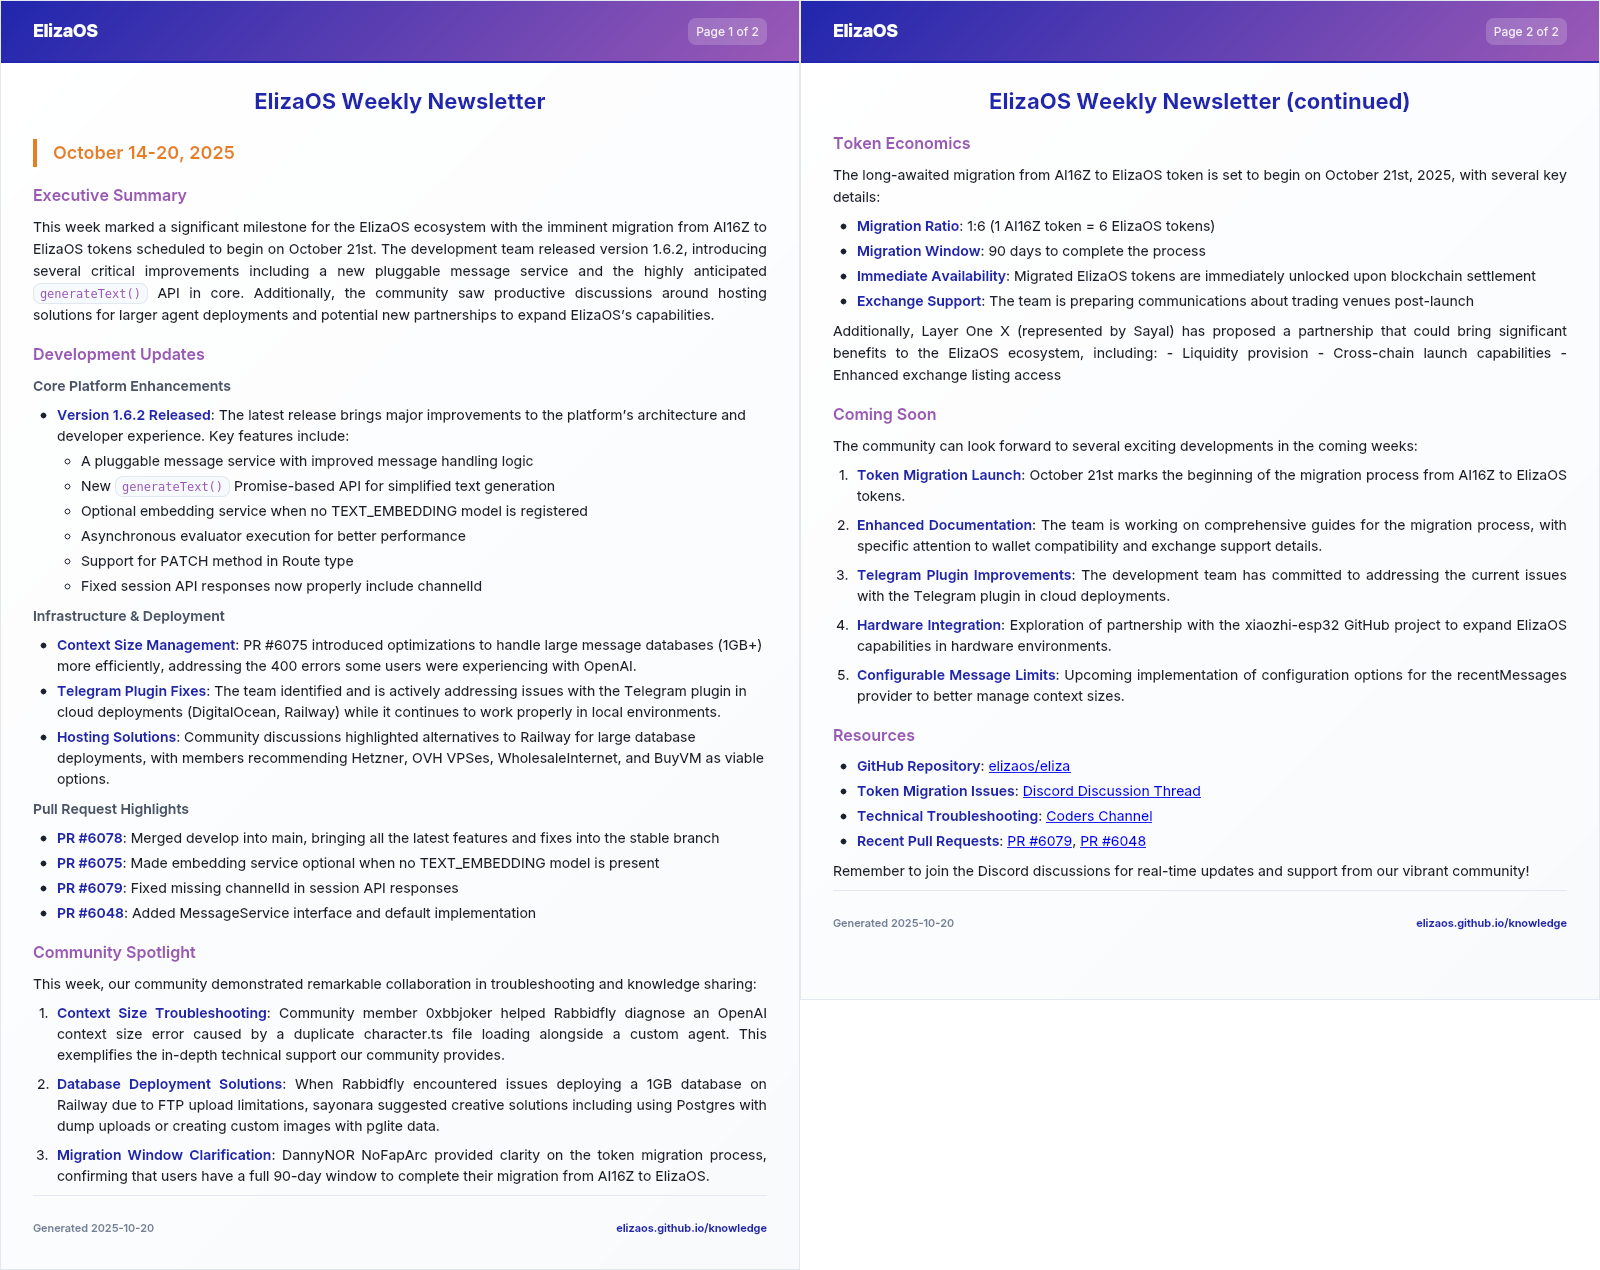 ElizaOS
Page 1 of 2
ElizaOS Weekly Newsletter
October 14-20, 2025
Executive Summary
This week marked a significant milestone for the ElizaOS ecosystem with the imminent migration from AI16Z to
ElizaOS tokens scheduled to begin on October 21st. The development team released version 1.6.2, introducing
several critical improvements including a new pluggable message service and the highly anticipated
generateText() API in core. Additionally, the community saw productive discussions around hosting
solutions for larger agent deployments and potential new partnerships to expand ElizaOS's capabilities.
Development Updates
Core Platform Enhancements
• Version 1.6.2 Released: The latest release brings major improvements to the platform's architecture and
developer experience. Key features include:
◦ A pluggable message service with improved message handling logic
◦ New generateText() Promise-based API for simplified text generation
◦ Optional embedding service when no TEXT_EMBEDDING model is registered
◦ Asynchronous evaluator execution for better performance
◦ Support for PATCH method in Route type
◦ Fixed session API responses now properly include channelId
Infrastructure & Deployment
• Context Size Management: PR #6075 introduced optimizations to handle large message databases (1GB+)
more efficiently, addressing the 400 errors some users were experiencing with OpenAI.
• Telegram Plugin Fixes: The team identified and is actively addressing issues with the Telegram plugin in
cloud deployments (DigitalOcean, Railway) while it continues to work properly in local environments.
• Hosting Solutions: Community discussions highlighted alternatives to Railway for large database
deployments, with members recommending Hetzner, OVH VPSes, WholesaleInternet, and BuyVM as viable
options.
Pull Request Highlights
• PR #6078: Merged develop into main, bringing all the latest features and fixes into the stable branch
• PR #6075: Made embedding service optional when no TEXT_EMBEDDING model is present
• PR #6079: Fixed missing channelId in session API responses
• PR #6048: Added MessageService interface and default implementation
Community Spotlight
This week, our community demonstrated remarkable collaboration in troubleshooting and knowledge sharing:
1. Context Size Troubleshooting: Community member 0xbbjoker helped Rabbidfly diagnose an OpenAI
context size error caused by a duplicate character.ts file loading alongside a custom agent. This
exemplifies the in-depth technical support our community provides.
2. Database Deployment Solutions: When Rabbidfly encountered issues deploying a 1GB database on
Railway due to FTP upload limitations, sayonara suggested creative solutions including using Postgres with
dump uploads or creating custom images with pglite data.
3. Migration Window Clarification: DannyNOR NoFapArc provided clarity on the token migration process,
confirming that users have a full 90-day window to complete their migration from AI16Z to ElizaOS.
Generated 2025-10-20
elizaos.github.io/knowledge
ElizaOS
Page 2 of 2
ElizaOS Weekly Newsletter (continued)
Token Economics
The long-awaited migration from AI16Z to ElizaOS token is set to begin on October 21st, 2025, with several key
details:
• Migration Ratio: 1:6 (1 AI16Z token = 6 ElizaOS tokens)
• Migration Window: 90 days to complete the process
• Immediate Availability: Migrated ElizaOS tokens are immediately unlocked upon blockchain settlement
• Exchange Support: The team is preparing communications about trading venues post-launch
Additionally, Layer One X (represented by Sayal) has proposed a partnership that could bring significant
benefits to the ElizaOS ecosystem, including: - Liquidity provision - Cross-chain launch capabilities -
Enhanced exchange listing access
Coming Soon
The community can look forward to several exciting developments in the coming weeks:
1. Token Migration Launch: October 21st marks the beginning of the migration process from AI16Z to ElizaOS
tokens.
2. Enhanced Documentation: The team is working on comprehensive guides for the migration process, with
specific attention to wallet compatibility and exchange support details.
3. Telegram Plugin Improvements: The development team has committed to addressing the current issues
with the Telegram plugin in cloud deployments.
4. Hardware Integration: Exploration of partnership with the xiaozhi-esp32 GitHub project to expand ElizaOS
capabilities in hardware environments.
5. Configurable Message Limits: Upcoming implementation of configuration options for the recentMessages
provider to better manage context sizes.
Resources
• GitHub Repository: elizaos/eliza
• Token Migration Issues: Discord Discussion Thread
• Technical Troubleshooting: Coders Channel
• Recent Pull Requests: PR #6079, PR #6048
Remember to join the Discord discussions for real-time updates and support from our vibrant community!
Generated 2025-10-20
elizaos.github.io/knowledge